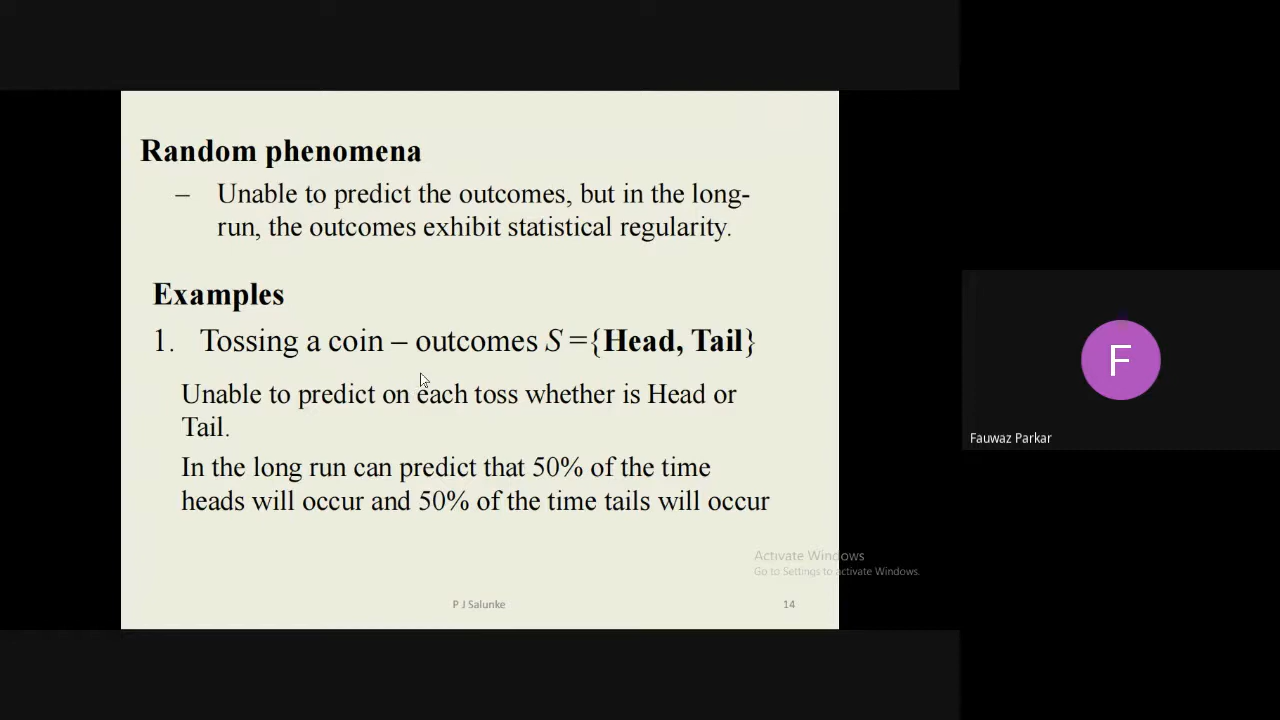 Random phenomena
– Unable to predict the outcomes, but in the long-
run, the outcomes exhibit statistical regularity.
Examples
1. Tossing a coin – outcomes S ={Head, Tail}
Unable to predict on each toss whether is Head or
Tail.
In the long run can predict that 50% of the time
heads will occur and 50% of the time tails will occur
Activate Windows
Go to Settings to activate Windows.
P J Salunke
14
F
Fauwaz Parkar